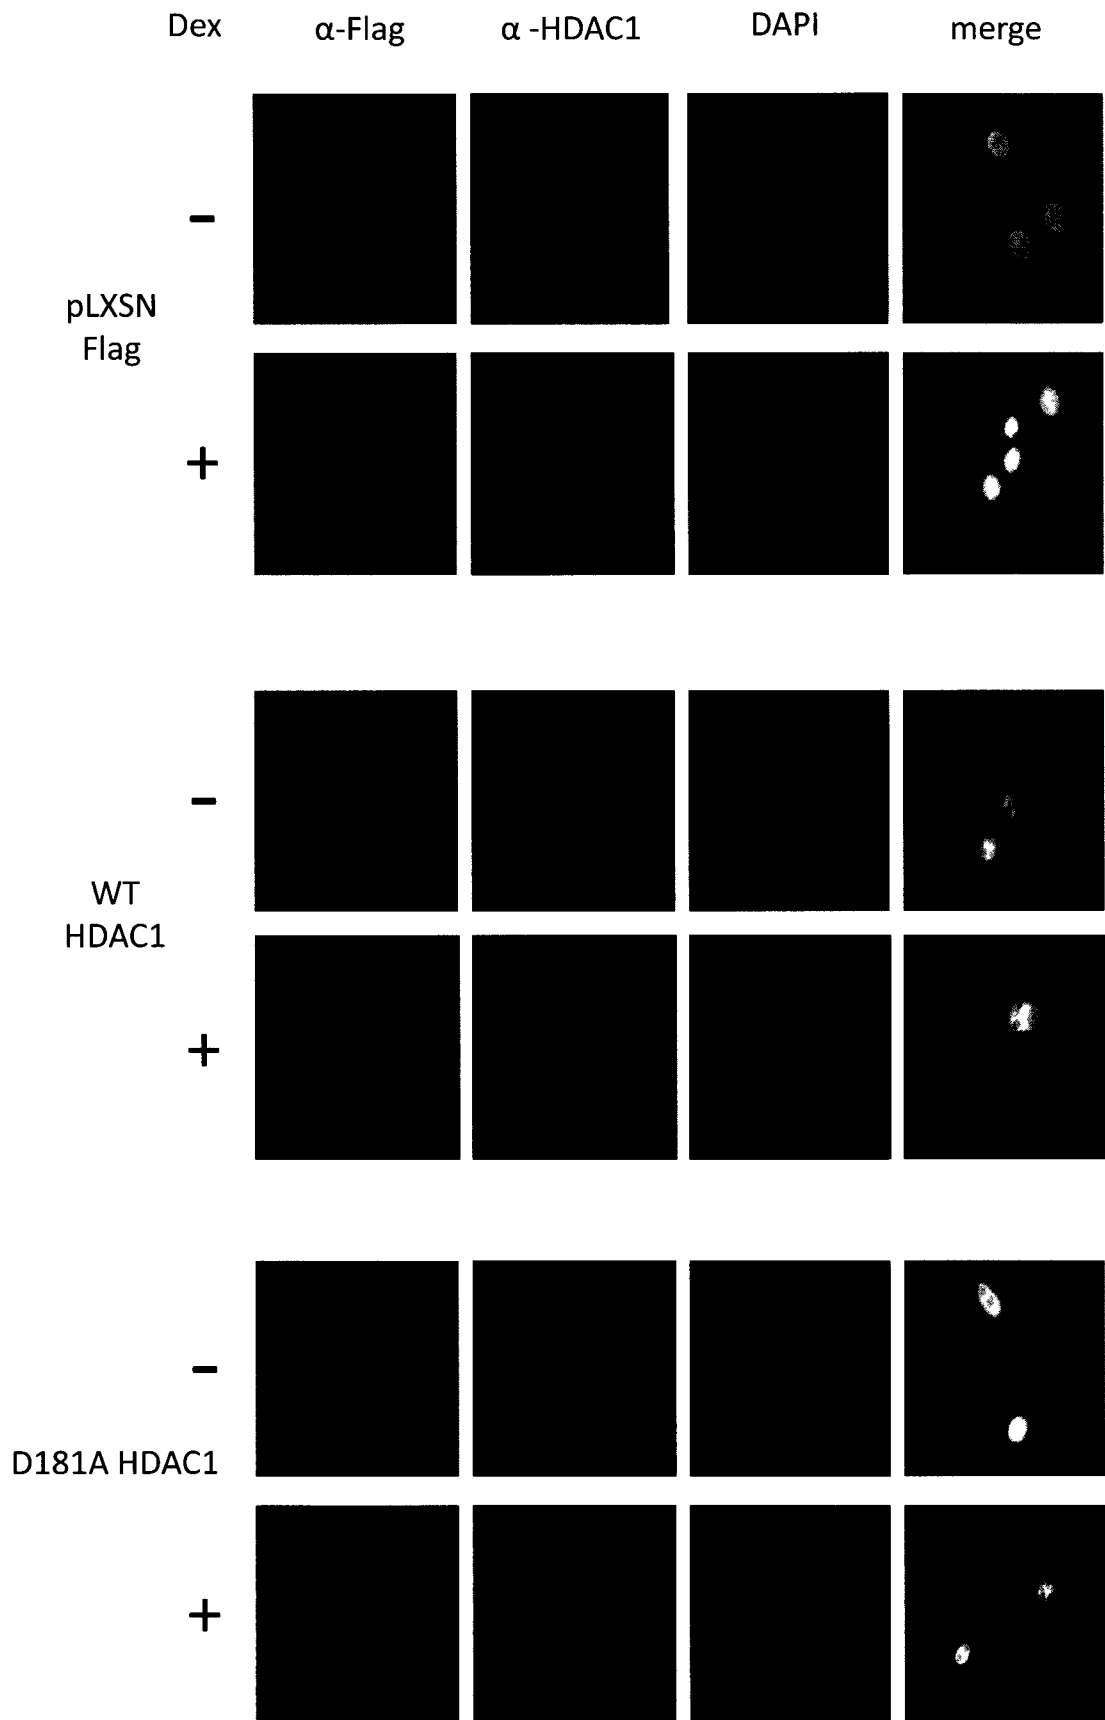 Dex α-Flag α -HDAC1 DAPI merge
−
pLXSN
Flag
+
−
WT
HDAC1
+
−
D181A HDAC1
+